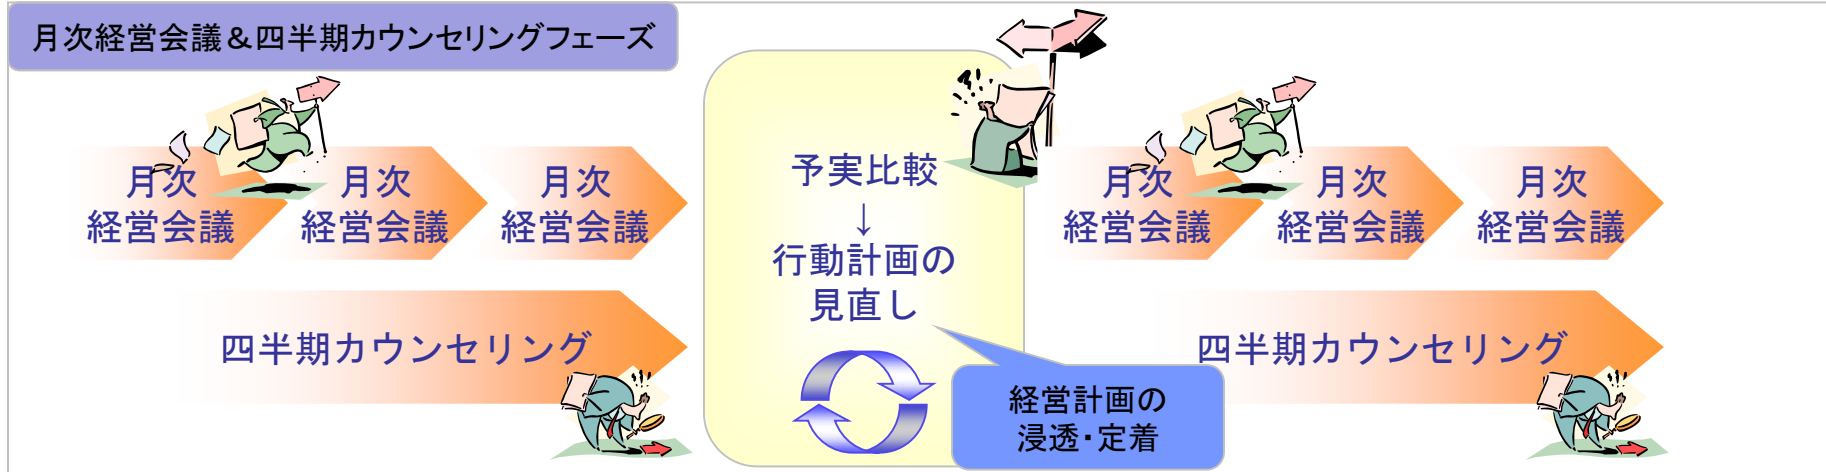 月次経営会議＆四半期カウンセリングフェーズ
月次
経営会議
月次
経営会議
月次
経営会議
四半期カウンセリング
予実比較
↓
行動計画の
見直し
経営計画の
浸透・定着
月次
経営会議
月次
経営会議
月次
経営会議
四半期カウンセリング